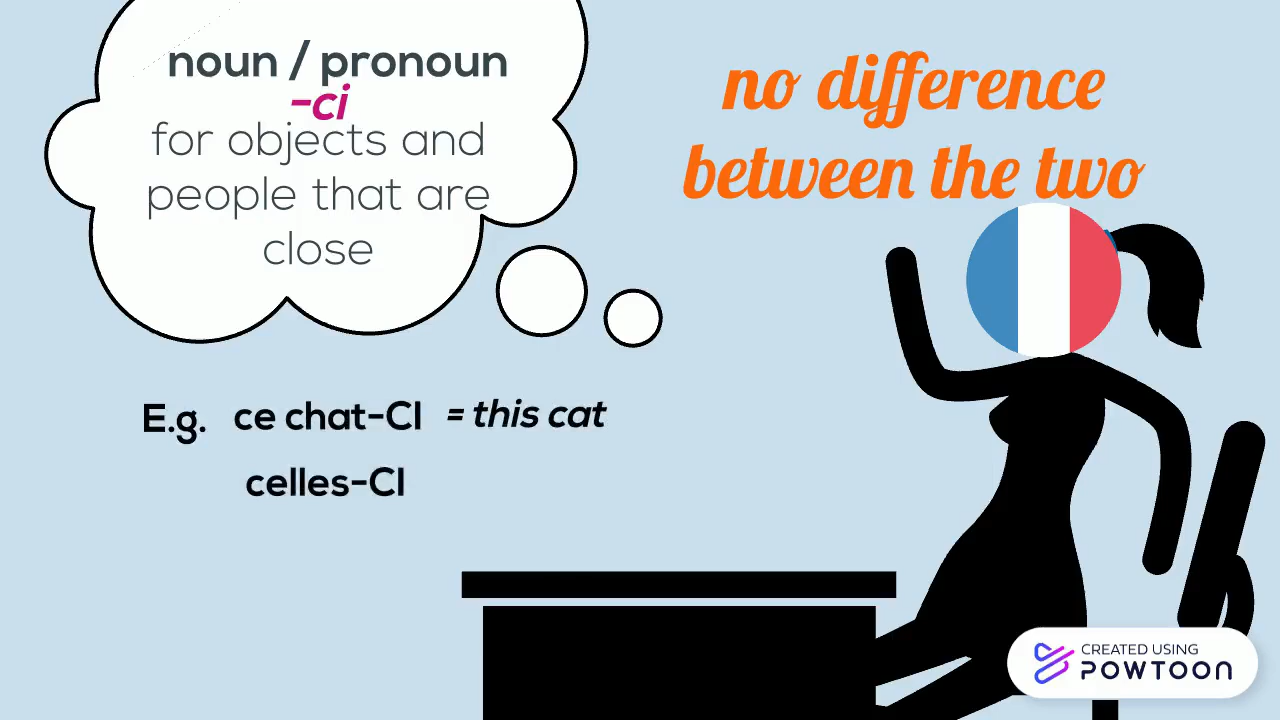 noun / pronoun
-ci
for objects and
people that are
close
no difference
between the two
E.g. ce chat-CI = this cat
celles-CI
CREATED USING
POWTOON